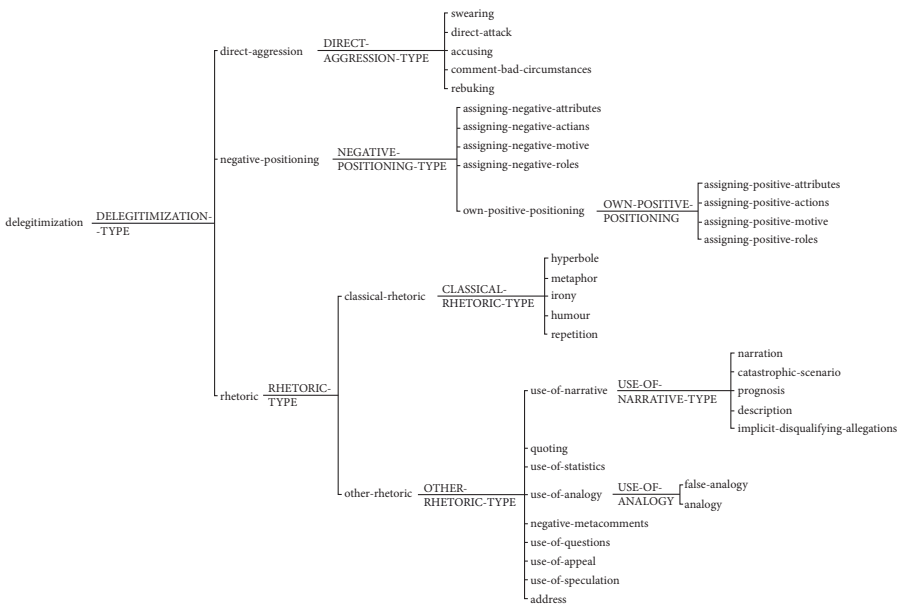 swearing
direct-attack
direct-aggression
DIRECT-
AGGRESSION-TYPE
accusing
comment-bad-circumstances
rebuking
assigning-negative-attributes
assigning-negative-actians
negative-positioning
NEGATIVE-
POSITIONING-TYPE
assigning-negative-motive
assigning-negative-roles
own-positive-positioning
OWN-POSITIVE-
POSITIONING
assigning-positive-attributes
assigning-positive-actions
assigning-positive-motive
assigning-positive-roles
delegitimization
DELEGITIMIZATION-
-TYPE
hyperbole
metaphor
classical-rhetoric
CLASSICAL-
RHETORIC-TYPE
irony
humour
repetition
rhetoric
RHETORIC-
TYPE
narration
catastrophic-scenario
use-of-narrative
USE-OF-
NARRATIVE-TYPE
prognosis
description
implicit-disqualifying-allegations
quoting
use-of-statistics
other-rhetoric
OTHER-
RHETORIC-TYPE
use-of-analogy
USE-OF-
ANALOGY
false-analogy
analogy
negative-metacomments
use-of-questions
use-of-appeal
use-of-speculation
address